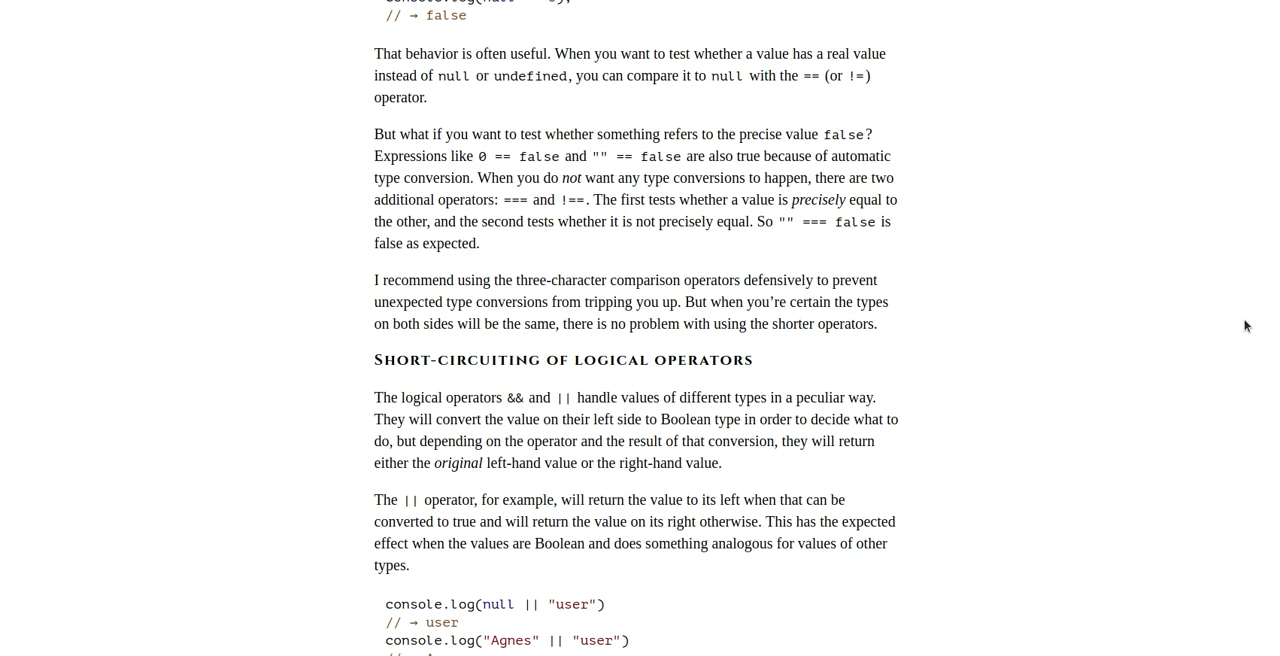 // → false
That behavior is often useful. When you want to test whether a value has a real value
instead of null or undefined, you can compare it to null with the == (or !=)
operator.
But what if you want to test whether something refers to the precise value false?
Expressions like 0 == false and "" == false are also true because of automatic
type conversion. When you do not want any type conversions to happen, there are two
additional operators: === and !==. The first tests whether a value is precisely equal to
the other, and the second tests whether it is not precisely equal. So "" === false is
false as expected.
I recommend using the three-character comparison operators defensively to prevent
unexpected type conversions from tripping you up. But when you’re certain the types
on both sides will be the same, there is no problem with using the shorter operators.
Short-circuiting of logical operators
The logical operators && and || handle values of different types in a peculiar way.
They will convert the value on their left side to Boolean type in order to decide what to
do, but depending on the operator and the result of that conversion, they will return
either the original left-hand value or the right-hand value.
The || operator, for example, will return the value to its left when that can be
converted to true and will return the value on its right otherwise. This has the expected
effect when the values are Boolean and does something analogous for values of other
types.
console.log(null || "user")
// → user
console.log("Agnes" || "user")